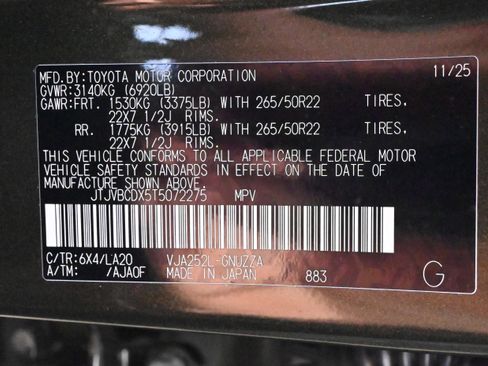 MFD.BY:TOYOTA MOTOR CORPORATION 11/25
GVWR:3140KG (6920LB)
GAWR:FRT. 1530KG (3375LB) WITH 265/50R22 TIRES.
22X7 1/2J RIMS.
RR. 1775KG (3915LB) WITH 265/50R22 TIRES.
22X7 1/2J RIMS.
THIS VEHICLE CONFORMS TO ALL APPLICABLE FEDERAL MOTOR
VEHICLE SAFETY STANDARDS IN EFFECT ON THE DATE OF
MANUFACTURE SHOWN ABOVE.
JTJVBCDX5T5072275 MPV
C/TR:6X4/LA20 VJA252L-GNUZZA
A/TM: /AJA0F MADE IN JAPAN 883 G